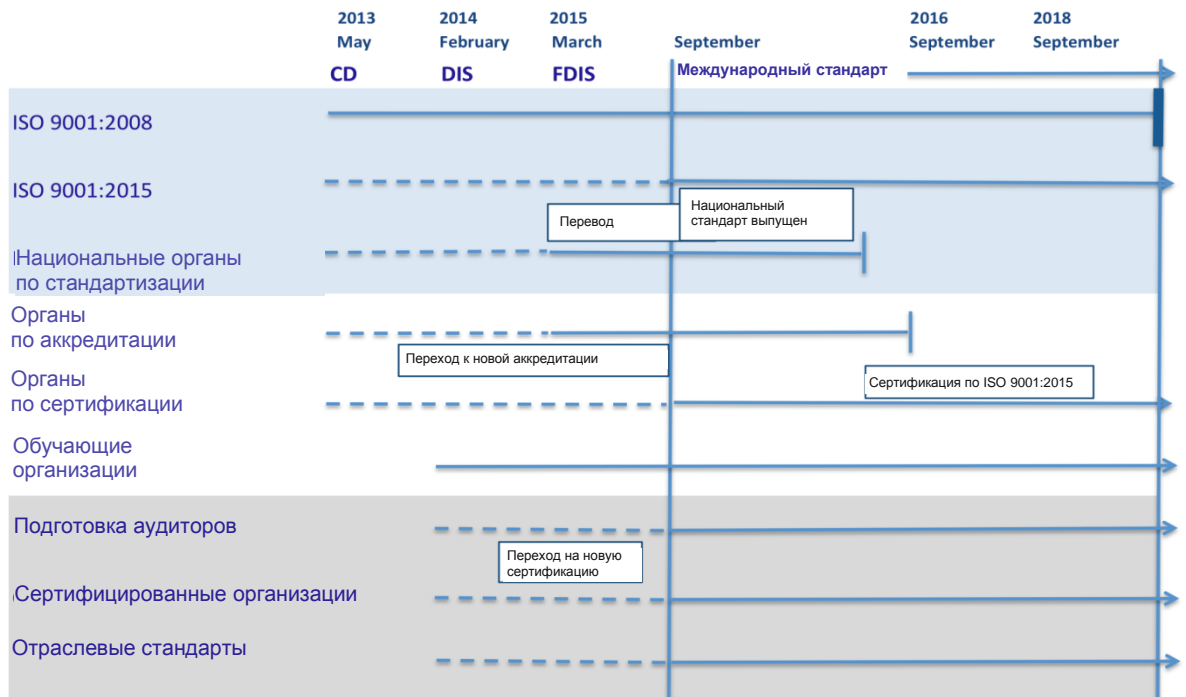 2013
May
2014
February
2015
March
September
2016
September
2018
September
CD
DIS
FDIS
Международный стандарт
ISO 9001:2008
ISO 9001:2015
Перевод
Национальный
стандарт выпущен
Национальные органы
по стандартизации
Органы
по аккредитации
Переход к новой аккредитации
Органы
по сертификации
Сертификация по ISO 9001:2015
Обучающие
организации
Подготовка аудиторов
Переход на новую
сертификацию
Сертифицированные организации
Отраслевые стандарты